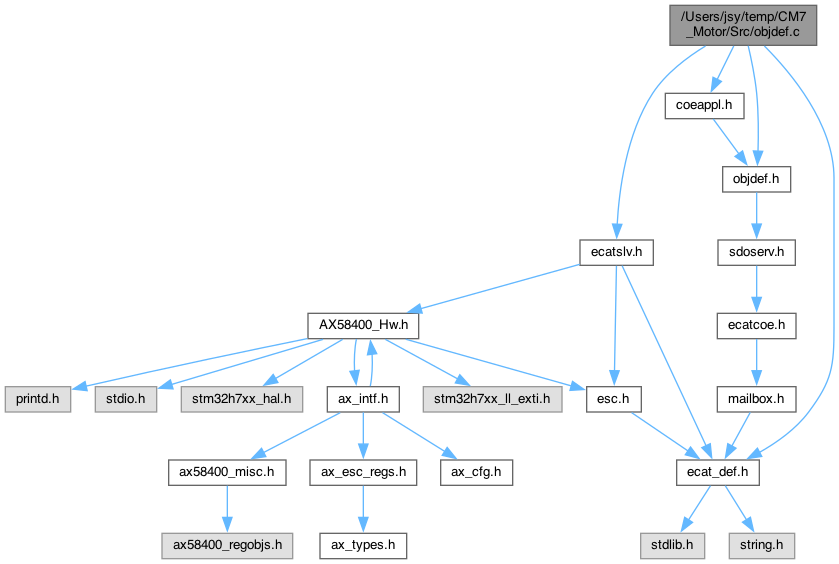 /Users/jsy/temp/CM7
_Motor/Src/objdef.c
coeappl.h
objdef.h
ecatslv.h
sdoserv.h
AX58400_Hw.h
ecatcoe.h
printd.h
stdio.h
stm32h7xx_hal.h
ax_intf.h
stm32h7xx_ll_exti.h
esc.h
mailbox.h
ax58400_misc.h
ax_esc_regs.h
ax_cfg.h
ecat_def.h
ax58400_regobjs.h
ax_types.h
stdlib.h
string.h